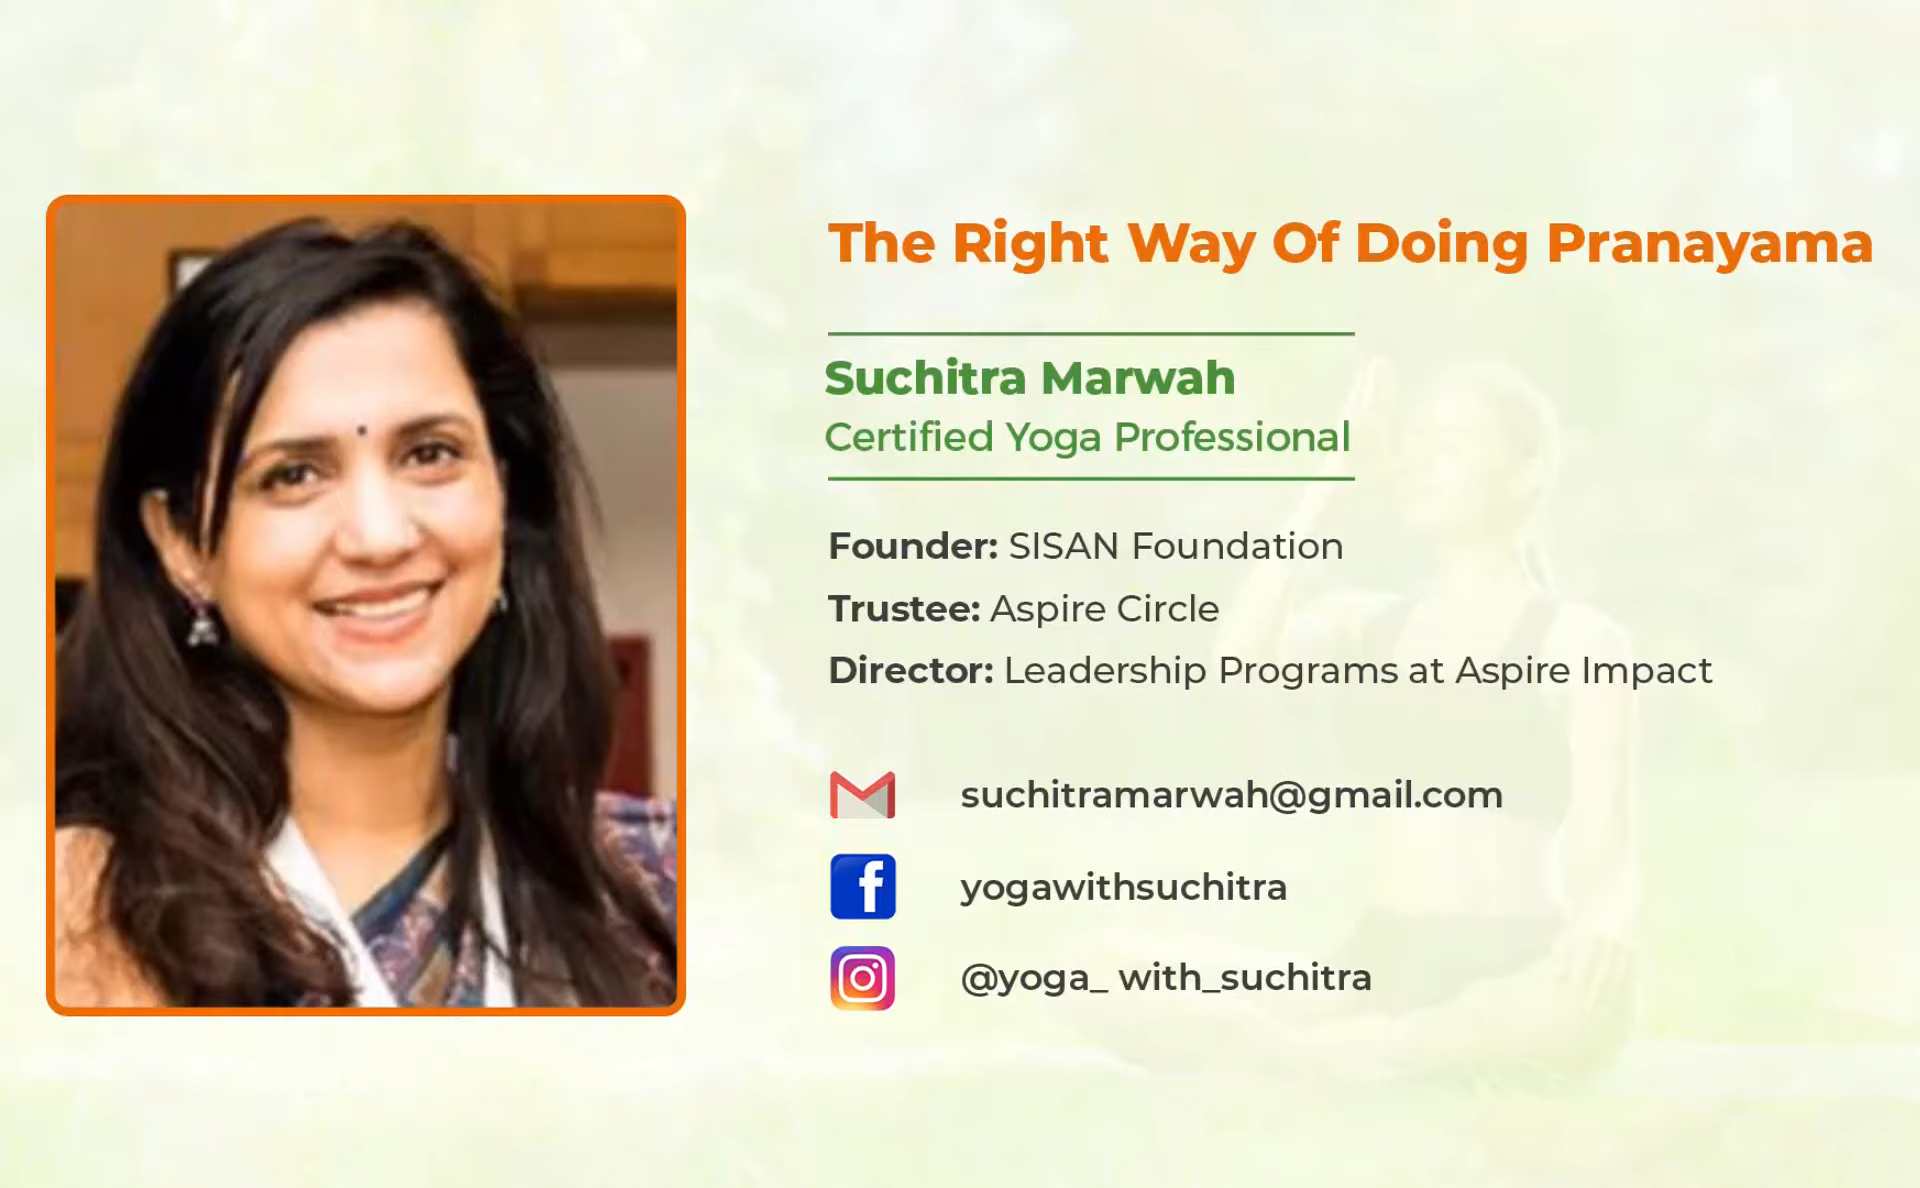 The Right Way Of Doing Pranayama
Suchitra Marwah
Certified Yoga Professional
Founder: SISAN Foundation
Trustee: Aspire Circle
Director: Leadership Programs at Aspire Impact
suchitramarwah@gmail.com
yogawithsuchitra
@yoga_ with_suchitra